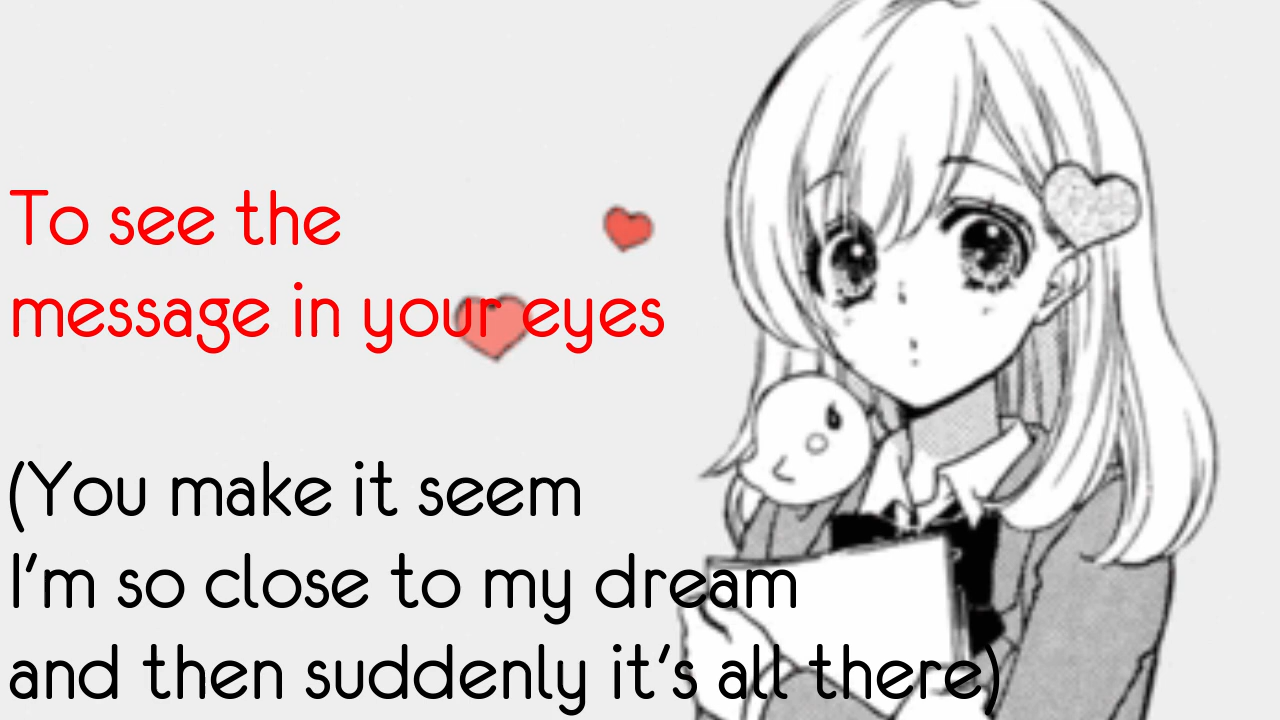 To see the
message in your eyes
(You make it seem
I'm so close to my dream
and then suddenly it's all there)